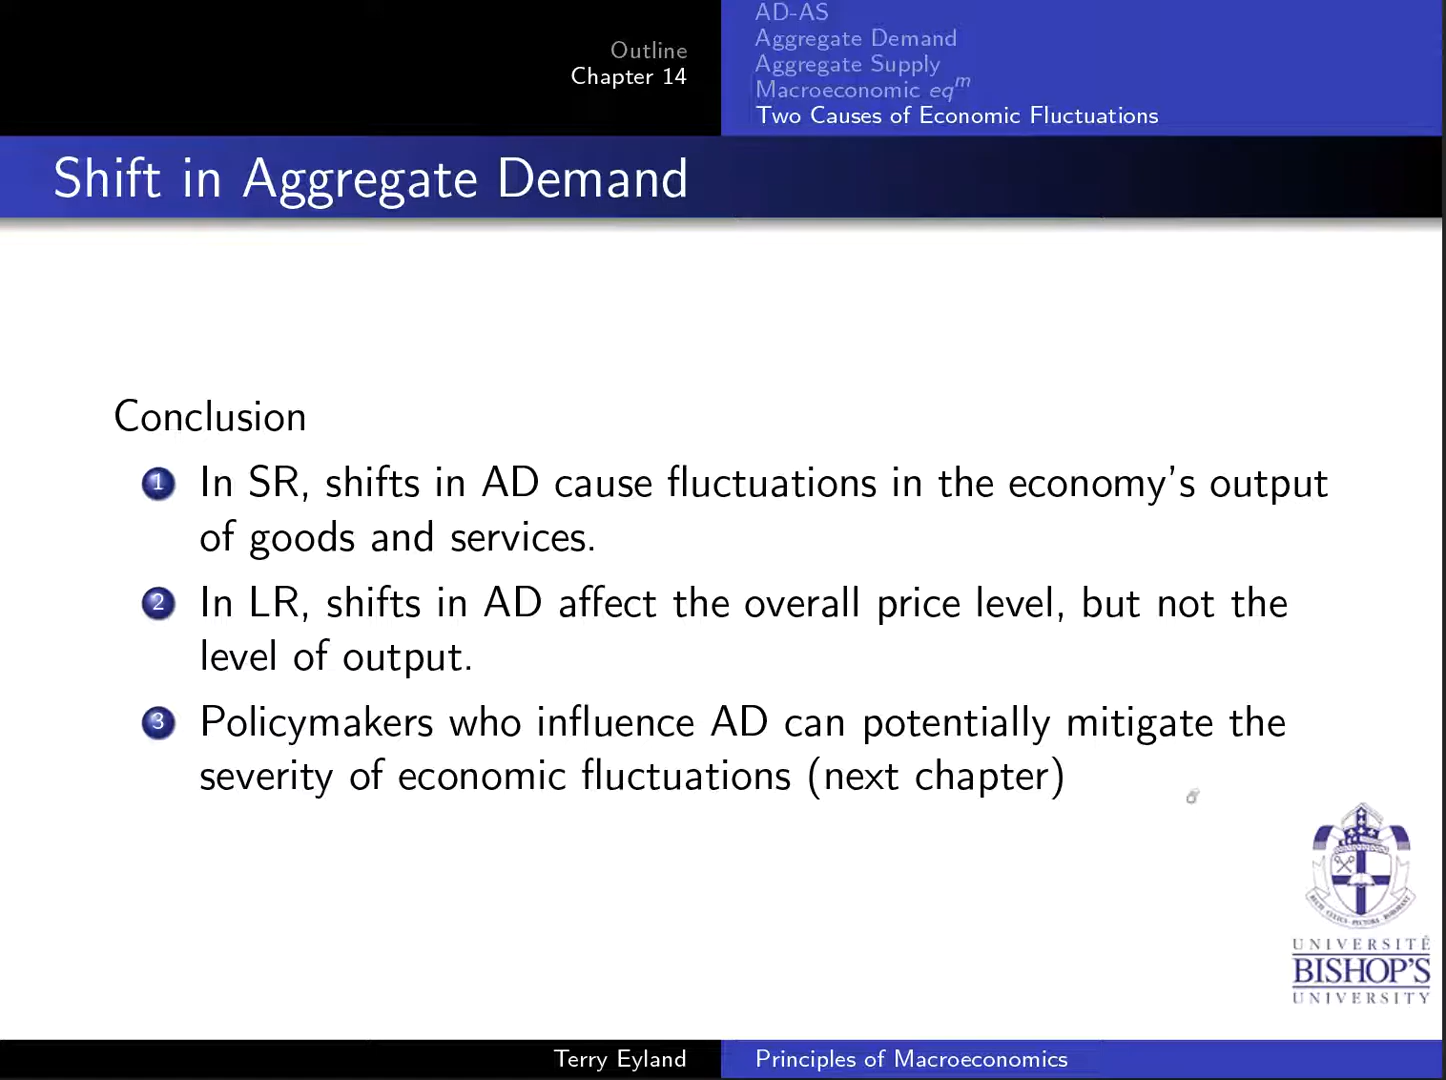 Outline
Chapter 14
AD-AS
Aggregate Demand
Aggregate Supply
Macroeconomic eqᵐ
Two Causes of Economic Fluctuations
Shift in Aggregate Demand
Conclusion
1 In SR, shifts in AD cause fluctuations in the economy's output
of goods and services.
2 In LR, shifts in AD affect the overall price level, but not the
level of output.
3 Policymakers who influence AD can potentially mitigate the
severity of economic fluctuations (next chapter)
UNIVERSITÉ
BISHOP'S
UNIVERSITY
Terry Eyland
Principles of Macroeconomics